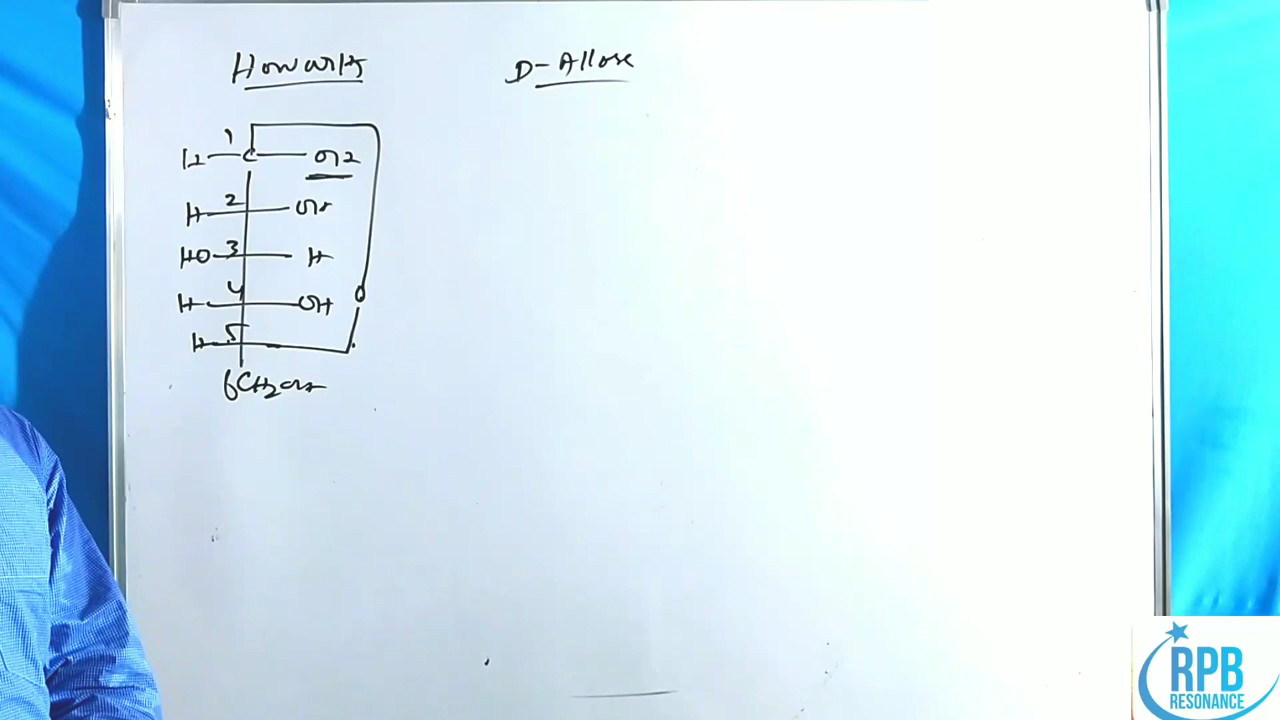 Howarth
D-Allose
1
H C OH
H 2 OH
HO 3 H
H 4 OH
O
H 5
6CH2OH
RPB
RESONANCE